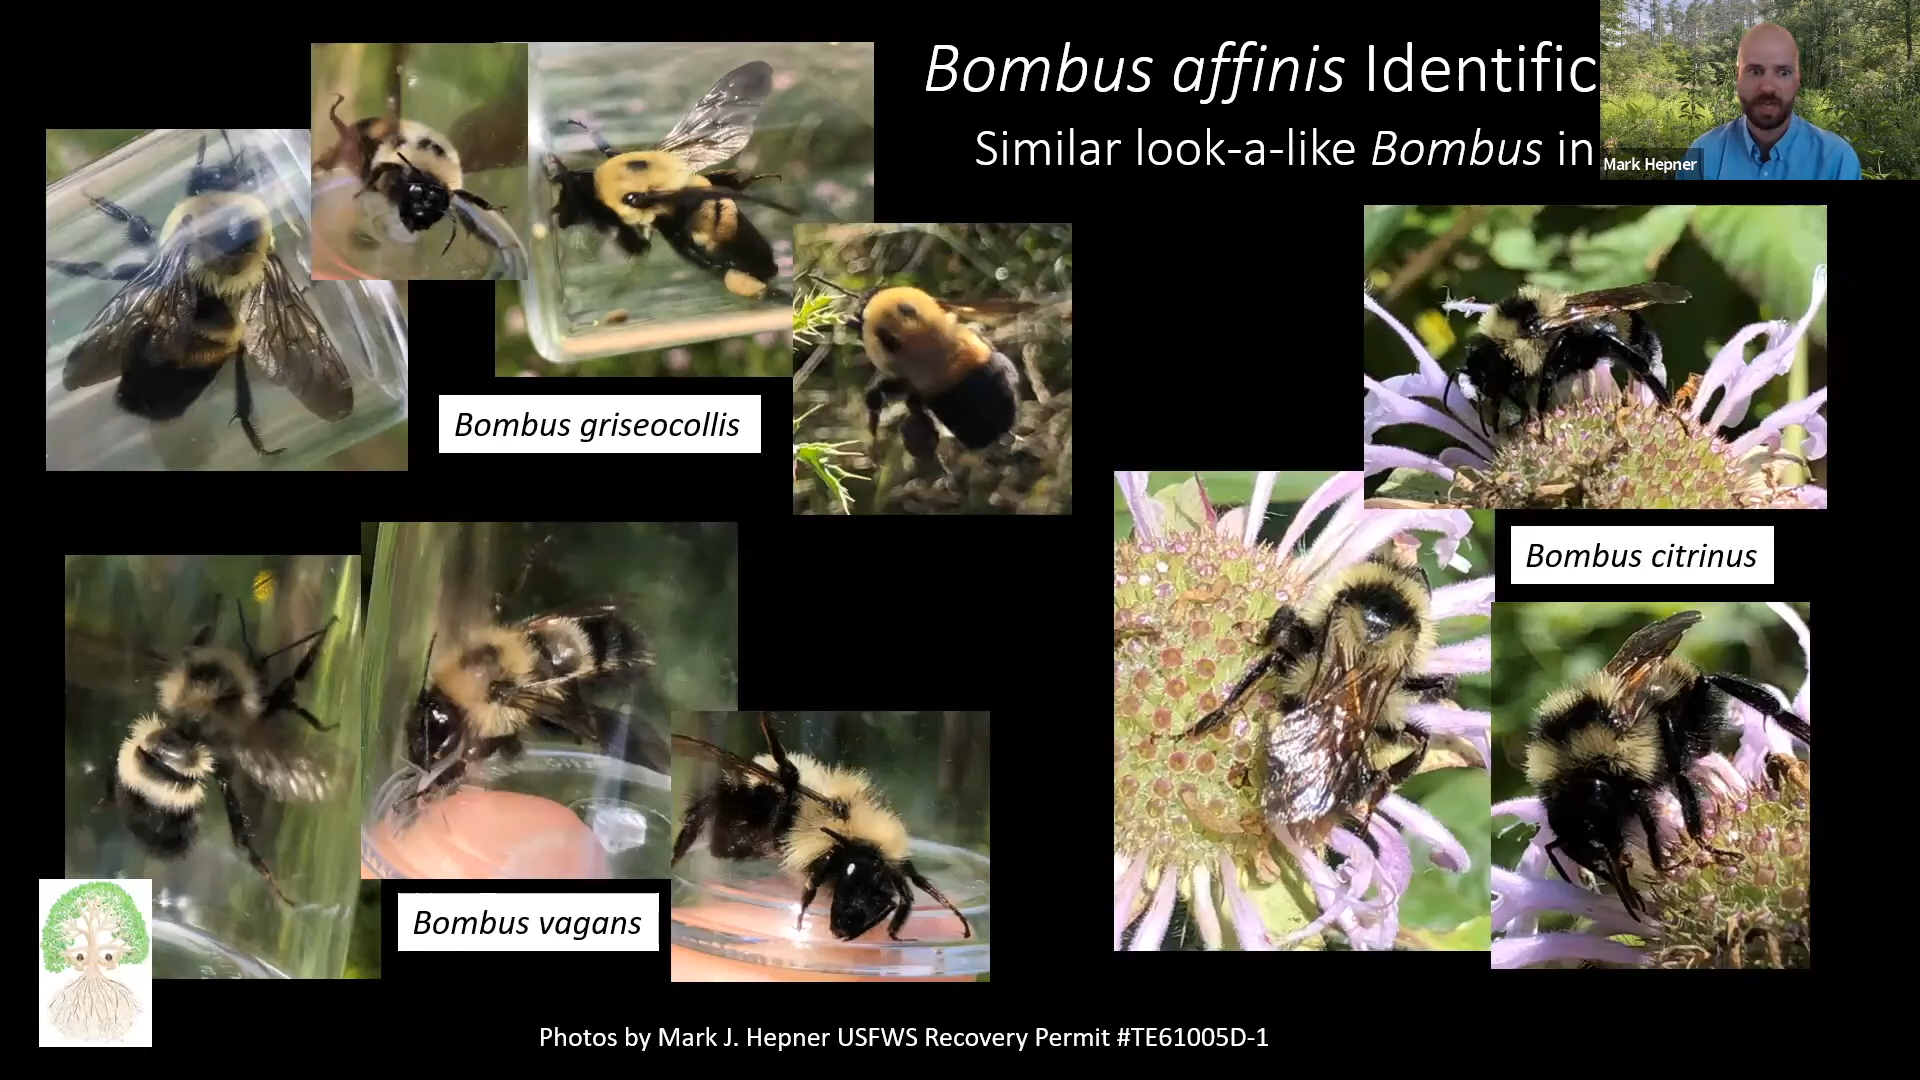 Bombus affinis Identific
Similar look-a-like Bombus in
Mark Hepner
Bombus griseocollis
Bombus citrinus
Bombus vagans
Photos by Mark J. Hepner USFWS Recovery Permit #TE61005D-1